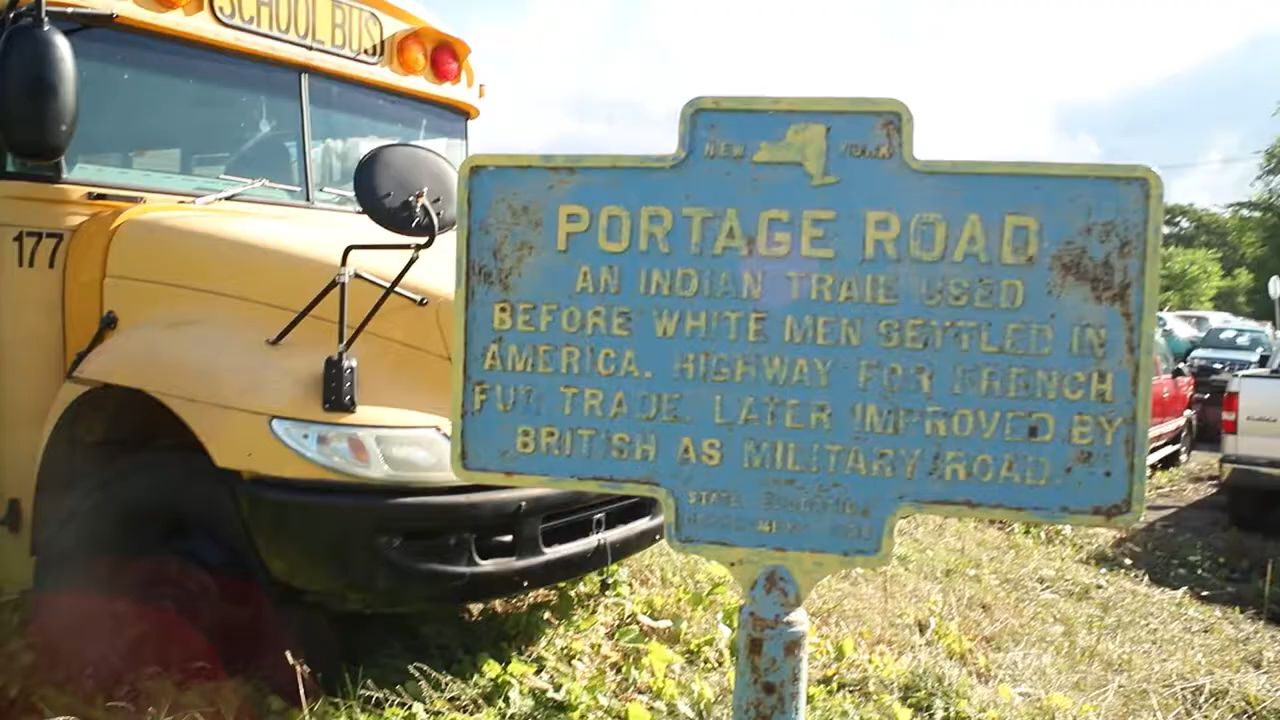 SCHOOL BUS
177
NEW YORK
PORTAGE ROAD
AN INDIAN TRAIL USED
BEFORE WHITE MEN SETTLED IN
AMERICA. HIGHWAY FOR FRENCH
FUR TRADE. LATER IMPROVED BY
BRITISH AS MILITARY ROAD.
STATE EDUCATION